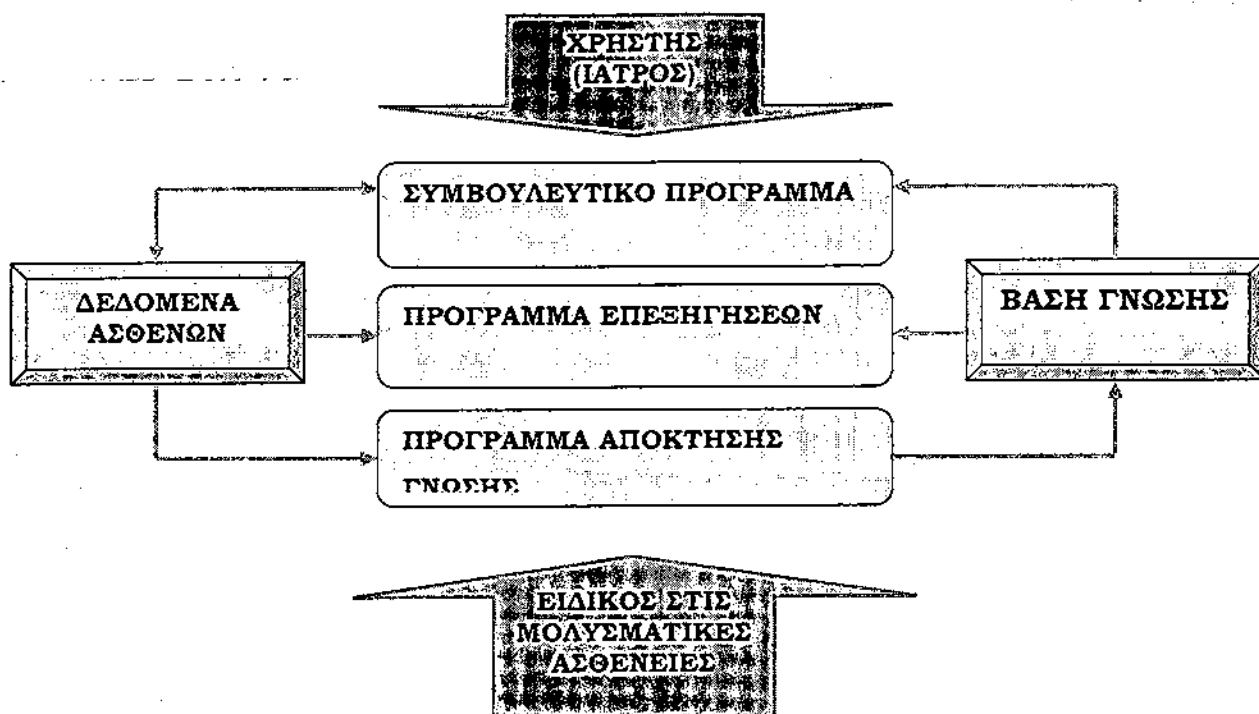 ΧΡΗΣΤΗΣ
(ΙΑΤΡΟΣ)
ΣΥΜΒΟΥΛΕΥΤΙΚΟ ΠΡΟΓΡΑΜΜΑ
ΔΕΔΟΜΕΝΑ
ΑΣΘΕΝΩΝ
ΠΡΟΓΡΑΜΜΑ ΕΠΕΞΗΓΗΣΕΩΝ
ΒΑΣΗ ΓΝΩΣΗΣ
ΠΡΟΓΡΑΜΜΑ ΑΠΟΚΤΗΣΗΣ
ΓΝΩΣΗΣ
ΕΙΔΙΚΟΣ ΣΤΙΣ
ΜΟΛΥΣΜΑΤΙΚΕΣ
ΑΣΘΕΝΕΙΕΣ